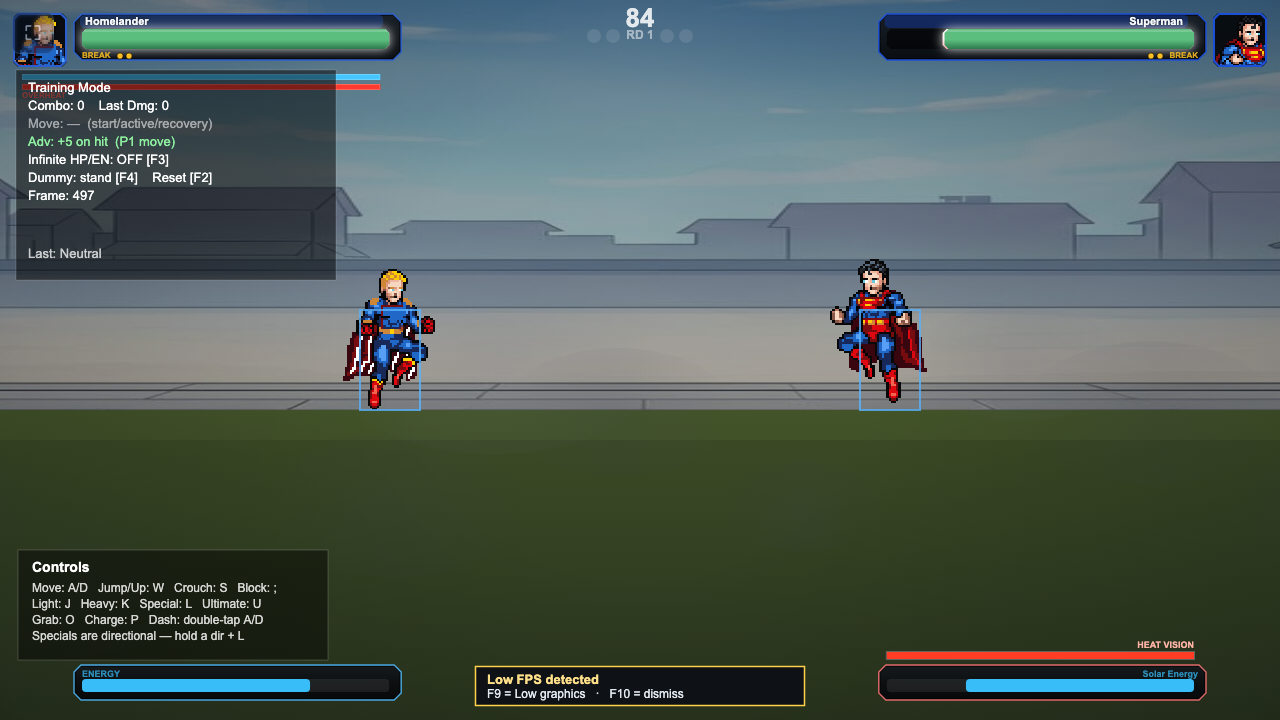 Homelander
84
Superman
RD 1
BREAK
BREAK
Training Mode
Combo: 0 Last Dmg: 0
Move: — (start/active/recovery)
Adv: +5 on hit (P1 move)
Infinite HP/EN: OFF [F3]
Dummy: stand [F4] Reset [F2]
Frame: 497
Last: Neutral
Controls
Move: A/D Jump/Up: W Crouch: S Block: ;
Light: J Heavy: K Special: L Ultimate: U
Grab: O Charge: P Dash: double-tap A/D
Specials are directional — hold a dir + L
HEAT VISION
ENERGY
Low FPS detected
F9 = Low graphics · F10 = dismiss
Solar Energy